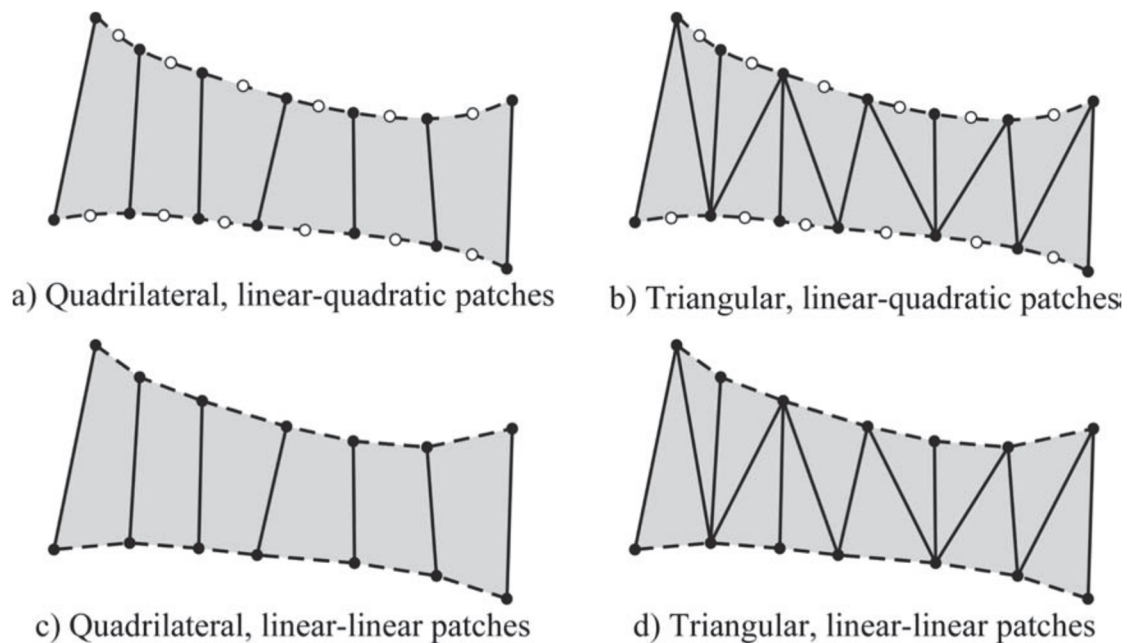 a) Quadrilateral, linear-quadratic patches
b) Triangular, linear-quadratic patches
c) Quadrilateral, linear-linear patches
d) Triangular, linear-linear patches